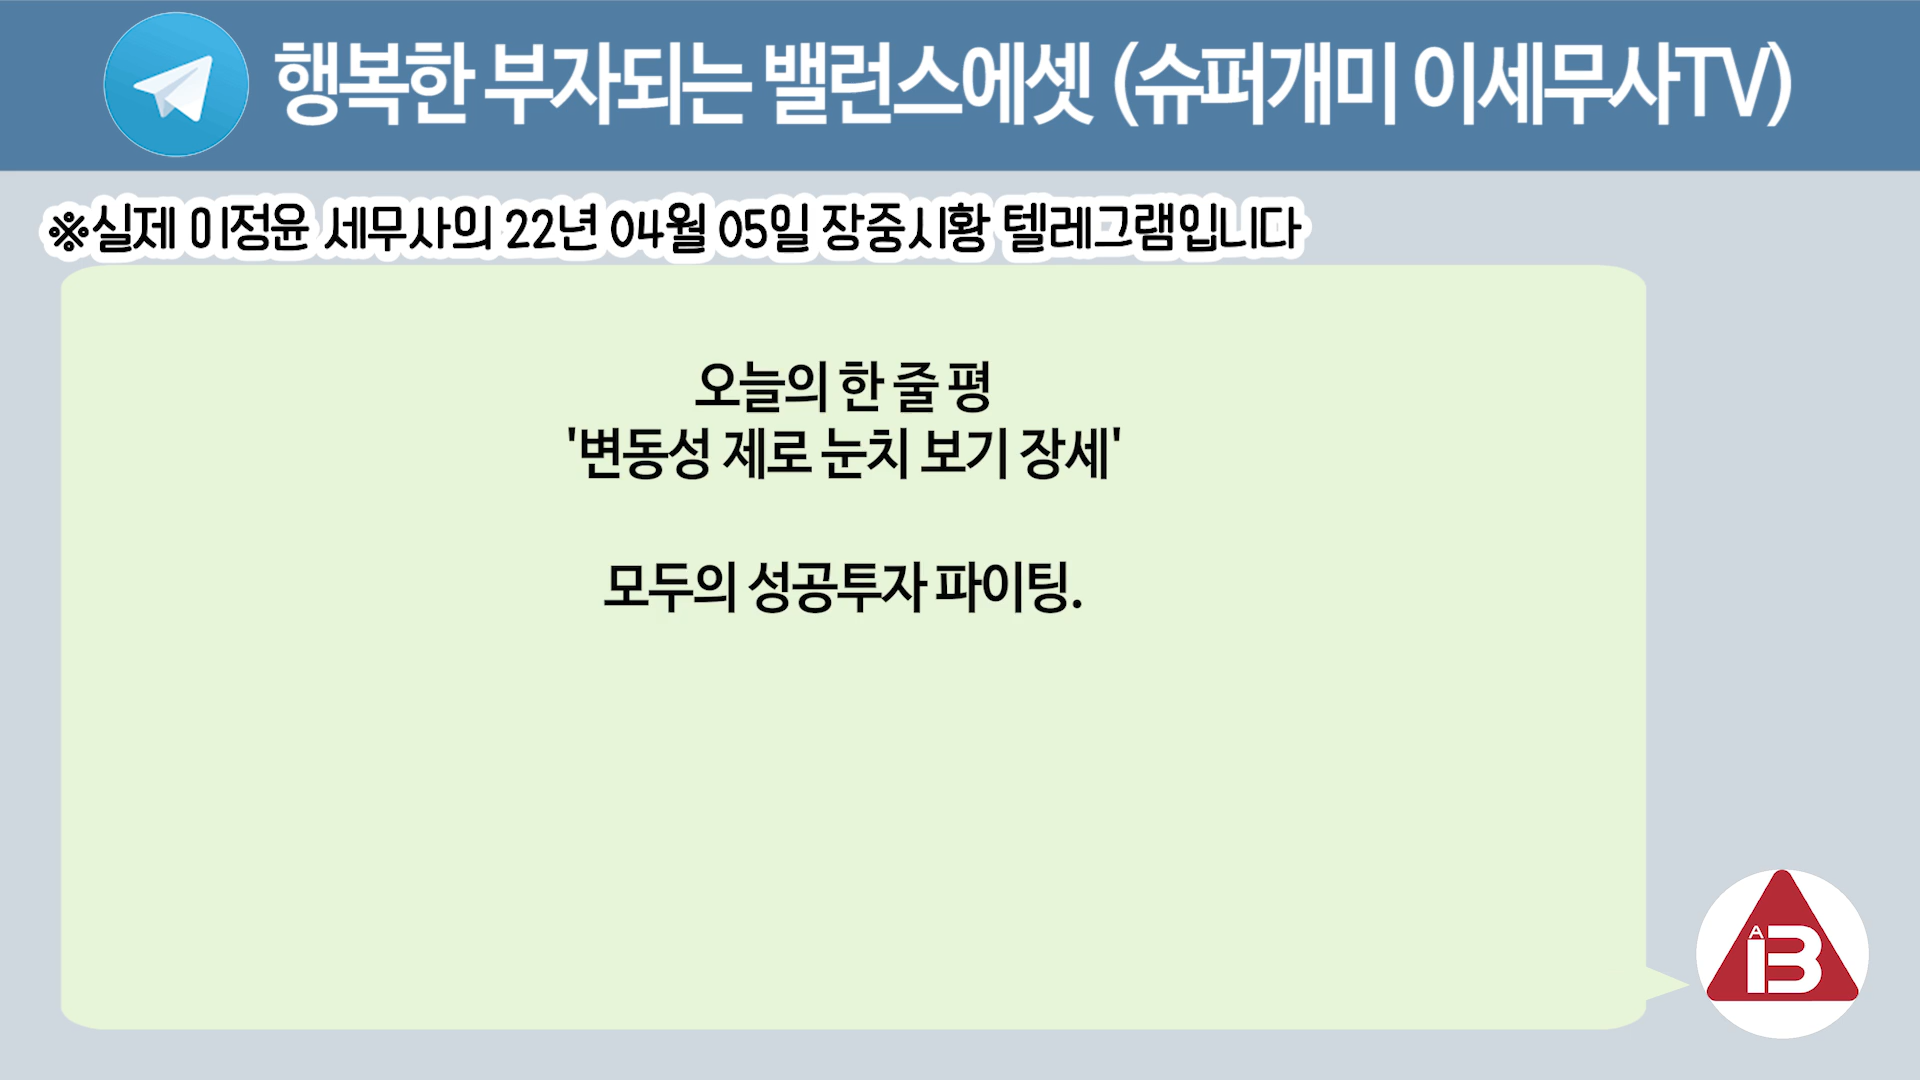 행복한 부자되는 밸런스에셋 (슈퍼개미 이세무사TV)
※실제 이정윤 세무사의 22년 04월 05일 장중시황 텔레그램입니다
오늘의 한 줄 평
'변동성 제로 눈치 보기 장세'
모두의 성공투자 파이팅.
A
B